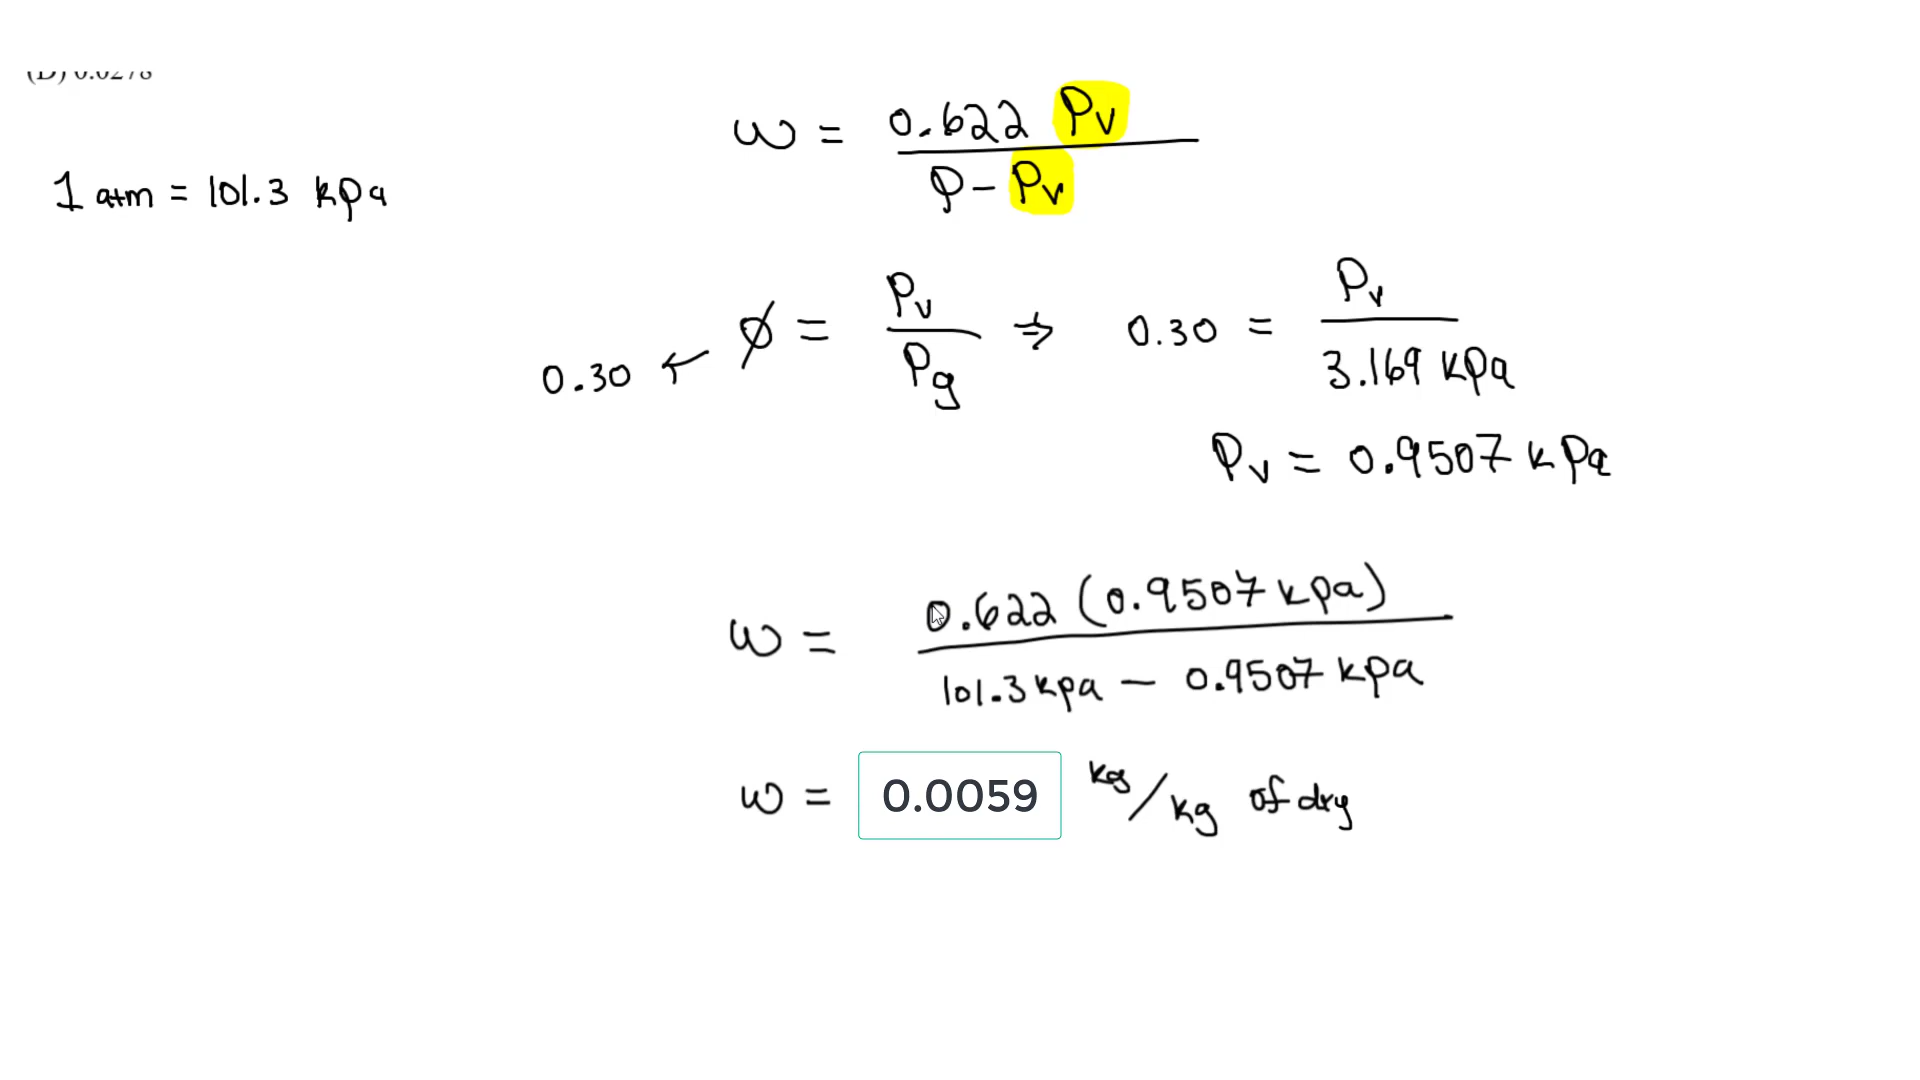 (D) 0.0278
ω = 0.622 Pv / P - Pv
1 atm = 101.3 kpa
0.30 ← ø = Pv / Pg ⇒ 0.30 = Pv / 3.169 kPa
Pv = 0.9507 kPa
ω = 0.622 (0.9507 kpa) / 101.3 kpa - 0.9507 kpa
ω = 0.0059 kg/kg of dry